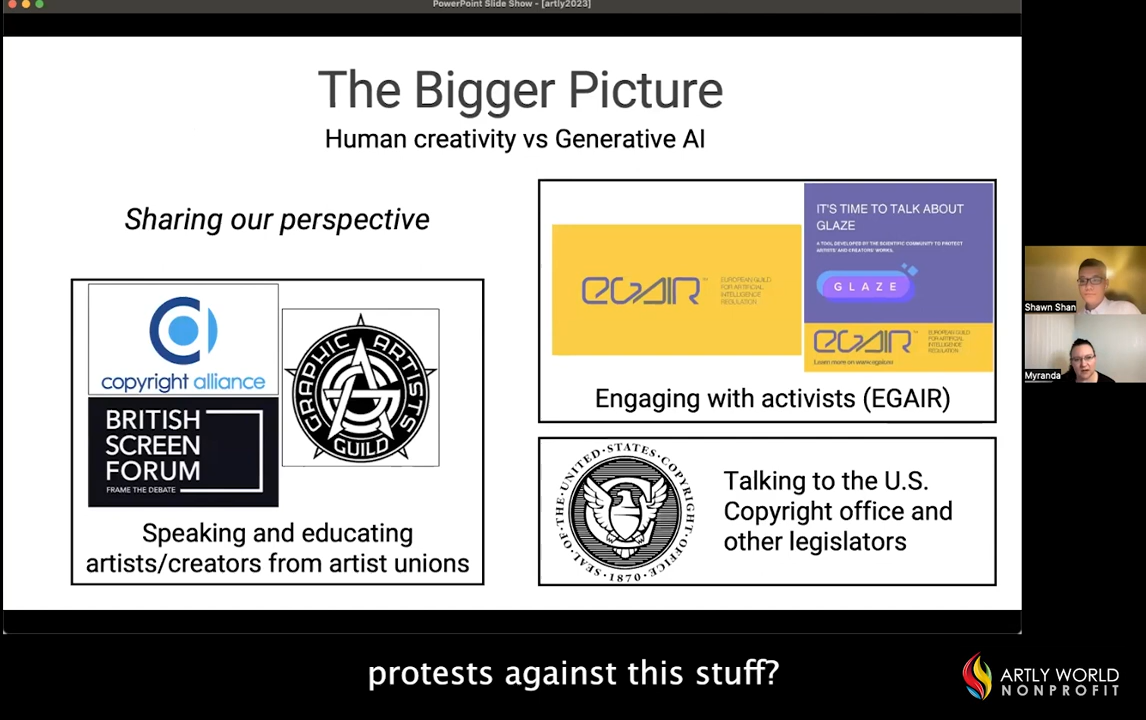 PowerPoint Slide Show - [artly2023]
The Bigger Picture
Human creativity vs Generative AI
Sharing our perspective
copyright alliance
BRITISH
SCREEN
FORUM
FRAME THE DEBATE
GRAPHIC ARTISTS
GUILD
Speaking and educating
artists/creators from artist unions
EGAIR™
EUROPEAN GUILD
FOR ARTIFICIAL
INTELLIGENCE
REGULATION
IT'S TIME TO TALK ABOUT
GLAZE
A TOOL DEVELOPED BY THE SCIENTIFIC COMMUNITY TO PROTECT
ARTISTS' AND CREATORS' WORKS.
GLAZE
EGAIR™
EUROPEAN GUILD
FOR ARTIFICIAL
INTELLIGENCE
REGULATION
Learn more on www.egair.eu
Engaging with activists (EGAIR)
SEAL OF THE UNITED STATES COPYRIGHT OFFICE
1870
Talking to the U.S.
Copyright office and
other legislators
Shawn Shan
Myranda
protests against this stuff?
ARTLY WORLD
NONPROFIT